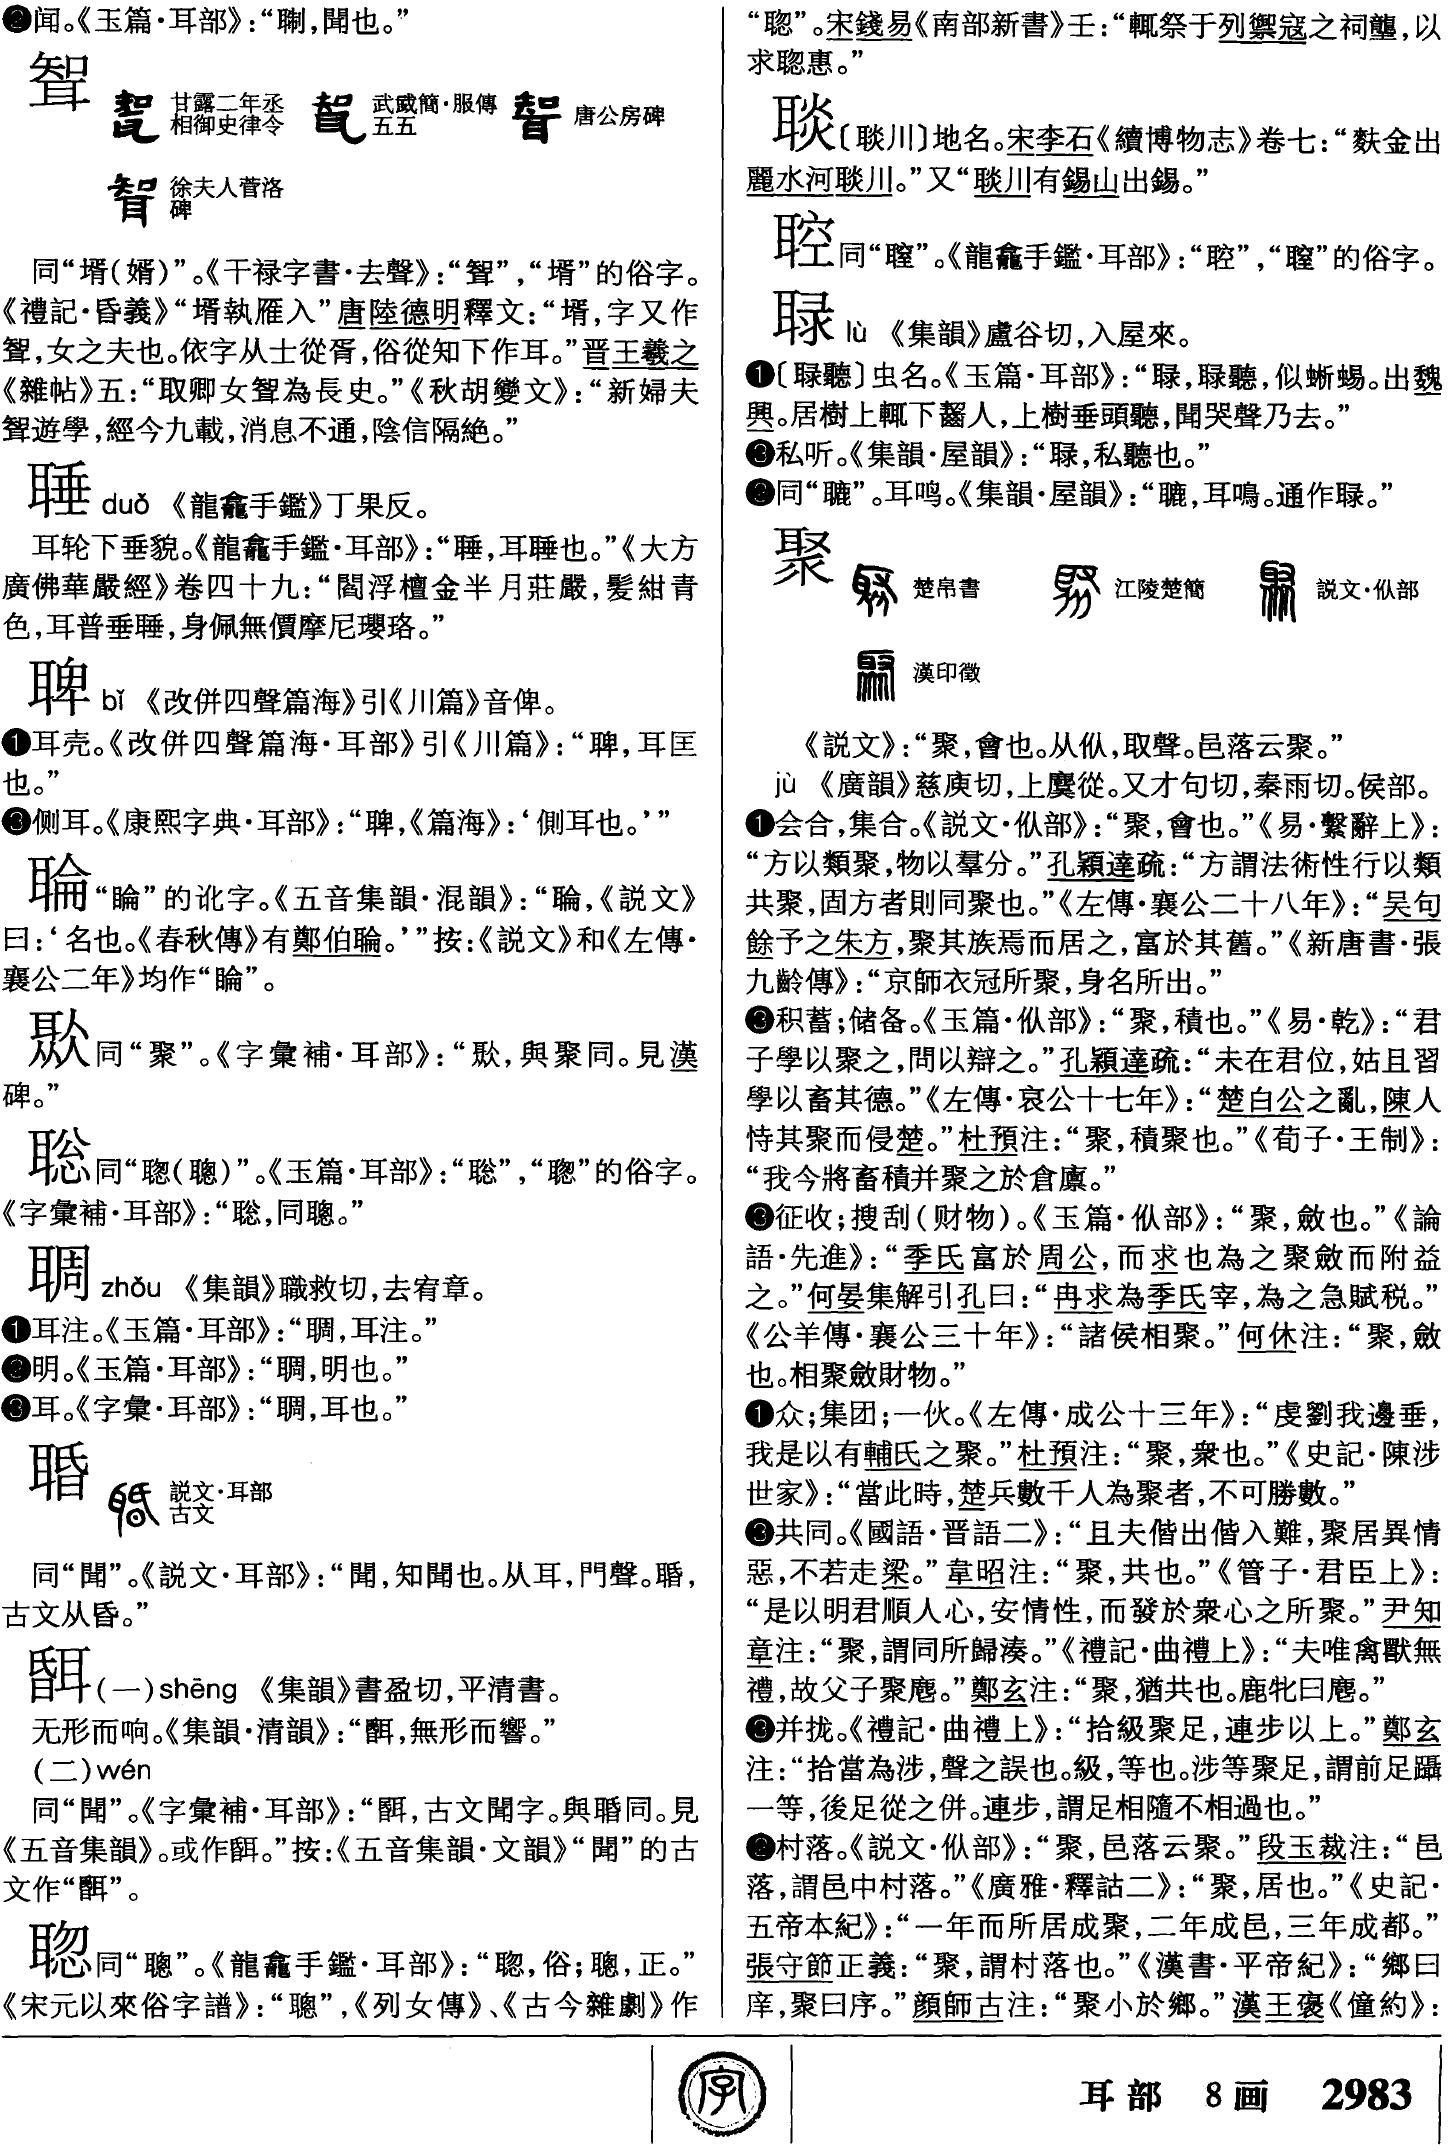 ❷闻。《玉篇·耳部》：“聏，聞也。”
聟
甘露二年丞
相御史律令
武威簡·服傳
五五
唐公房碑
徐夫人菅洛
碑
同“壻(婿)”。《干禄字書·去聲》：“聟”，“壻”的俗字。
《禮記·昏義》“壻執雁入”唐陸德明釋文：“壻，字又作
聟，女之夫也。依字从士從胥，俗從知下作耳。”晋王羲之
《雜帖》五：“取卿女聟為長史。”《秋胡變文》：“新婦夫
聟遊學，經今九載，消息不通，陰信隔絶。”
睡 duǒ 《龍龕手鑑》丁果反。
耳轮下垂貌。《龍龕手鑑·耳部》：“䎬，耳䎬也。”《大方
廣佛華嚴經》卷四十九：“閻浮檀金半月莊嚴，髪紺青
色，耳普垂䎬，身佩無價摩尼瓔珞。”
聛 bǐ 《改併四聲篇海》引《川篇》音俾。
❶耳壳。《改併四聲篇海·耳部》引《川篇》：“聛，耳匡
也。”
❸侧耳。《康熙字典·耳部》：“聛，《篇海》：‘側耳也。’”
聨“睔”的讹字。《五音集韻·混韻》：“耣，《説文》
曰：‘名也。《春秋傳》有鄭伯耣。’”按：《説文》和《左傳·
襄公二年》均作“睔”。
聚同“聚”。《字彙補·耳部》：“䎸，與聚同。見漢
碑。”
聡同“聰(聰)”。《玉篇·耳部》：“聡”，“聰”的俗字。
《字彙補·耳部》：“聡，同聰。”
䎻 zhǒu 《集韻》職救切，去宥章。
❶耳注。《玉篇·耳部》：“䎻，耳注。”
❷明。《玉篇·耳部》：“䎻，明也。”
❸耳。《字彙·耳部》：“䎻，耳也。”
䎽
説文·耳部
古文
同“聞”。《説文·耳部》：“聞，知聞也。从耳，門聲。䎽，
古文从昏。”
(一)shēng 《集韻》書盈切，平清書。
无形而响。《集韻·清韻》：“䎹，無形而響。”
(二)wén
同“聞”。《字彙補·耳部》：“䎹，古文聞字。與䎽同。見
《五音集韻》。或作䎹。”按：《五音集韻·文韻》“聞”的古
文作“䎹”。
聦同“聰”。《龍龕手鑑·耳部》：“聦，俗；聰，正。”
《宋元以來俗字譜》：“聰”，《列女傳》、《古今雜劇》作
“聦”。宋錢易《南部新書》壬：“輒祭于列禦寇之祠壟，以
求聦惠。”
䎦〔䎦川〕地名。宋李石《續博物志》卷七：“麩金出
麗水河䎦川。”又“䎦川有錫山出錫。”
䏄同“聜”。《龍龕手鑑·耳部》：“䏄”，“聜”的俗字。
䎼 lù 《集韻》盧谷切，入屋來。
❶〔䎼聽〕虫名。《玉篇·耳部》：“䎼，䎼聽，似蜥蜴。出魏
興。居樹上輒下齧人，上樹垂頭聽，聞哭聲乃去。”
❸私听。《集韻·屋韻》：“䎼，私聽也。”
❷同“聴”。耳鸣。《集韻·屋韻》：“䏊，耳鳴。通作䎼。”
聚
楚帛書
江陵楚簡
説文·㐺部
漢印徵
《説文》：“聚，會也。从㐺，取聲。邑落云聚。”
jù 《廣韻》慈庾切，上麌從。又才句切，秦雨切。侯部。
❶会合，集合。《説文·㐺部》：“聚，會也。”《易·繫辭上》：
“方以類聚，物以羣分。”孔穎達疏：“方謂法術性行以類
共聚，固方者則同聚也。”《左傳·襄公二十八年》：“吴句
餘予之朱方，聚其族焉而居之，富於其舊。”《新唐書·張
九齡傳》：“京師衣冠所聚，身名所出。”
❸积蓄；储备。《玉篇·㐺部》：“聚，積也。”《易·乾》：“君
子學以聚之，問以辯之。”孔穎達疏：“未在君位，姑且習
學以畜其德。”《左傳·哀公十七年》：“楚白公之亂，陳人
恃其聚而侵楚。”杜預注：“聚，積聚也。”《荀子·王制》：
“我今將畜積并聚之於倉廪。”
❸征收；搜刮(财物)。《玉篇·㐺部》：“聚，斂也。”《論
語·先進》：“季氏富於周公，而求也為之聚斂而附益
之。”何晏集解引孔曰：“冉求為季氏宰，為之急賦税。”
《公羊傳·襄公三十年》：“諸侯相聚。”何休注：“聚，斂
也。相聚斂財物。”
❶众；集团；一伙。《左傳·成公十三年》：“虔劉我邊垂，
我是以有輔氏之聚。”杜預注：“聚，衆也。”《史記·陳涉
世家》：“當此時，楚兵數千人為聚者，不可勝數。”
❸共同。《國語·晋語二》：“且夫偕出偕入難，聚居異情
惡，不若走梁。”韋昭注：“聚，共也。”《管子·君臣上》：
“是以明君順人心，安情性，而發於衆心之所聚。”尹知
章注：“聚，謂同所歸湊。”《禮記·曲禮上》：“夫唯禽獸無
禮，故父子聚麀。”鄭玄注：“聚，猶共也。鹿牝曰麀。”
❸并拢。《禮記·曲禮上》：“拾級聚足，連步以上。”鄭玄
注：“拾當為涉，聲之誤也。級，等也。涉等聚足，謂前足躡
一等，後足從之併。連步，謂足相隨不相過也。”
❷村落。《説文·㐺部》：“聚，邑落云聚。”段玉裁注：“邑
落，謂邑中村落。”《廣雅·釋詁二》：“聚，居也。”《史記·
五帝本紀》：“一年而所居成聚，二年成邑，三年成都。”
張守節正義：“聚，謂村落也。”《漢書·平帝紀》：“鄉曰
庠，聚曰序。”顔師古注：“聚小於鄉。”漢王褒《僮約》：
字
耳部 8画 2983